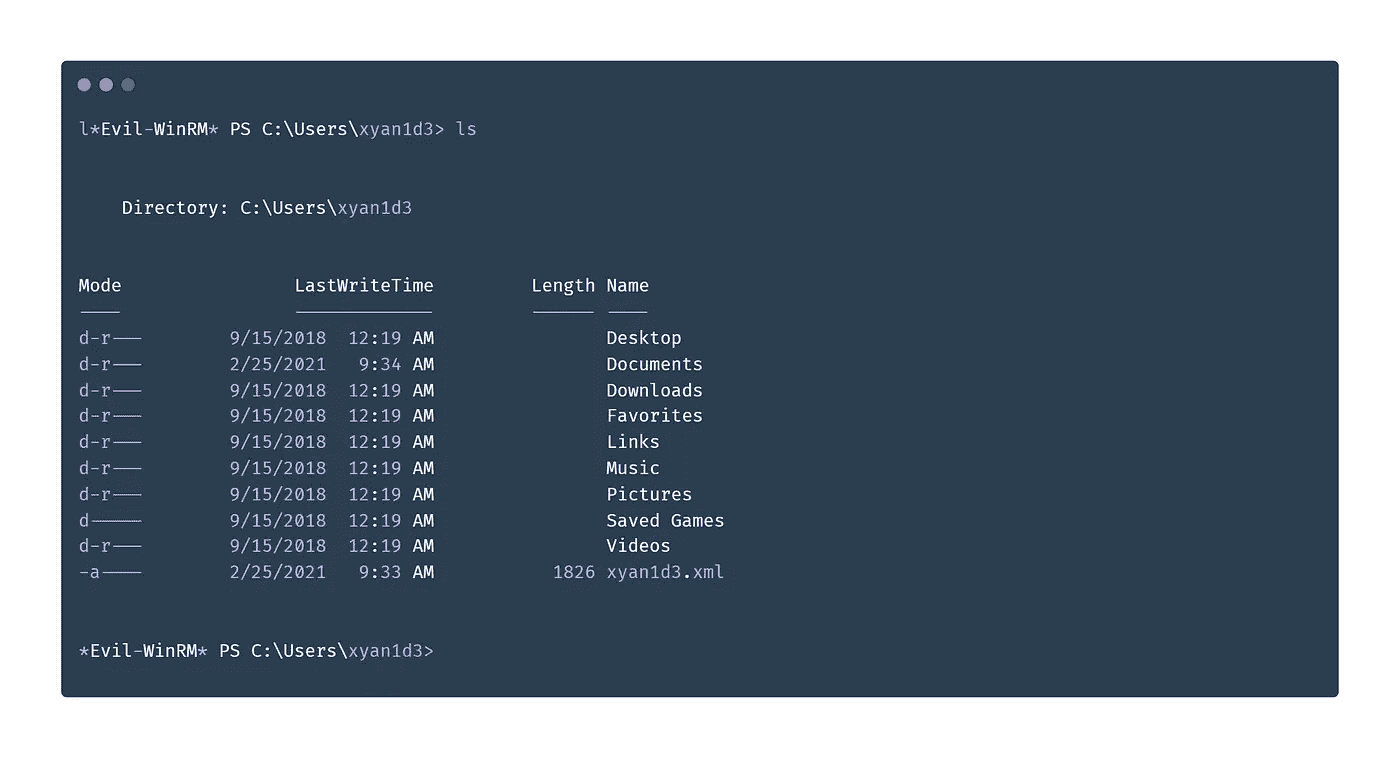 l*Evil-WinRM* PS C:\Users\xyan1d3> ls
Directory: C:\Users\xyan1d3
Mode LastWriteTime Length Name
---- ------------- ------ ----
d-r--- 9/15/2018 12:19 AM Desktop
d-r--- 2/25/2021 9:34 AM Documents
d-r--- 9/15/2018 12:19 AM Downloads
d-r--- 9/15/2018 12:19 AM Favorites
d-r--- 9/15/2018 12:19 AM Links
d-r--- 9/15/2018 12:19 AM Music
d-r--- 9/15/2018 12:19 AM Pictures
d----- 9/15/2018 12:19 AM Saved Games
d-r--- 9/15/2018 12:19 AM Videos
-a---- 2/25/2021 9:33 AM 1826 xyan1d3.xml
*Evil-WinRM* PS C:\Users\xyan1d3>